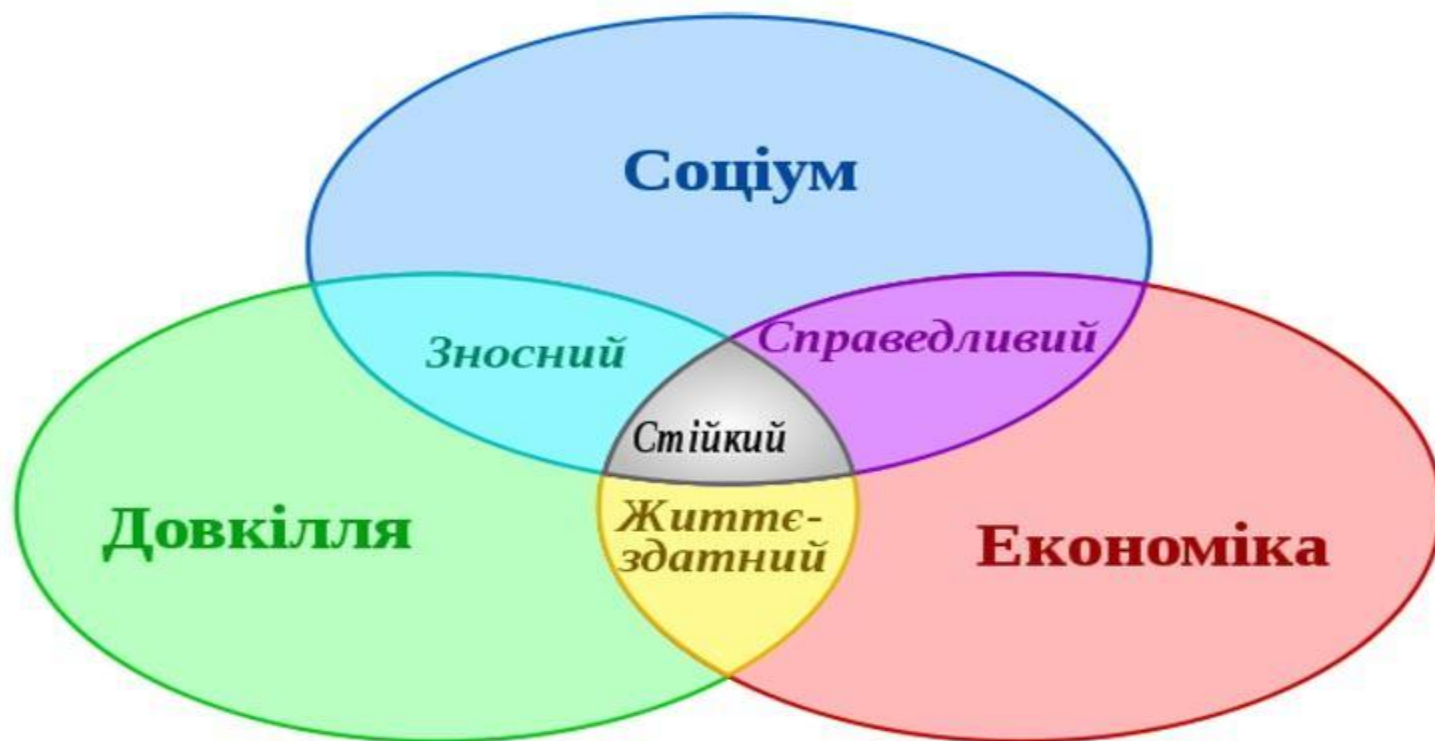 Соціум
Зносний
Справедливий
Стійкий
Довкілля
Життє-
здатний
Економіка